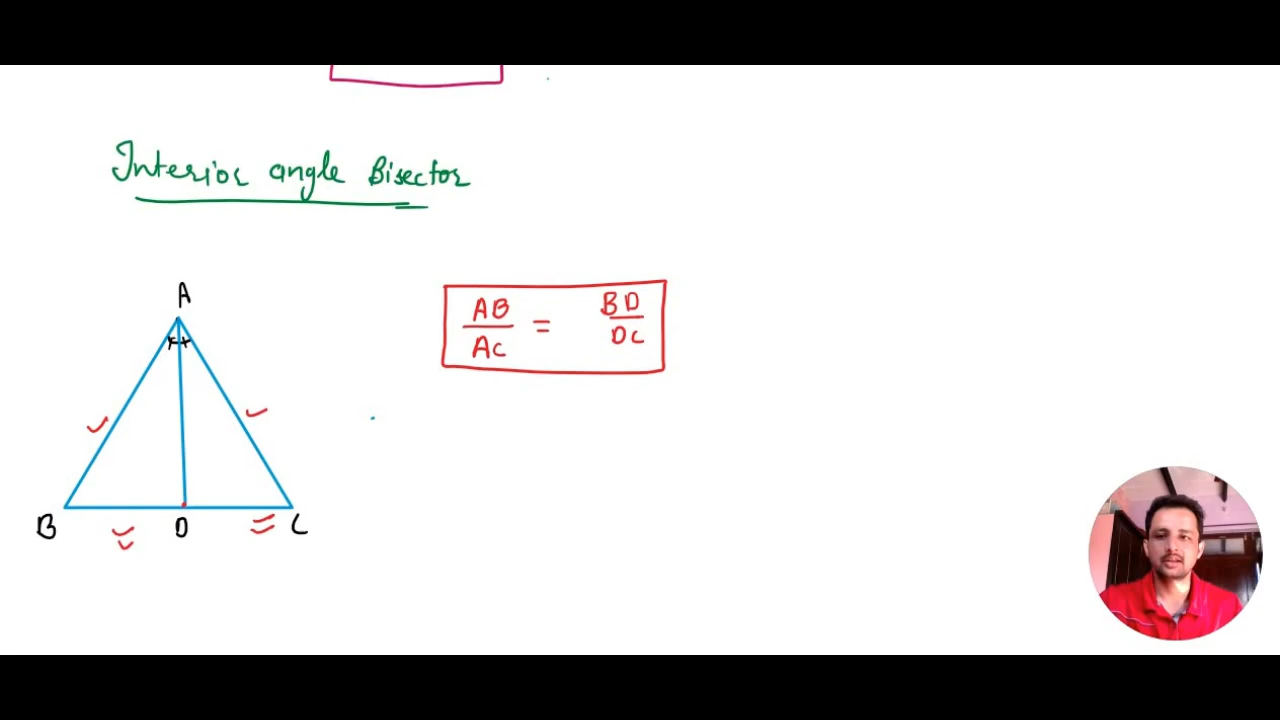 Interior angle Bisector
A
AB BD
=
AC DC
B D C